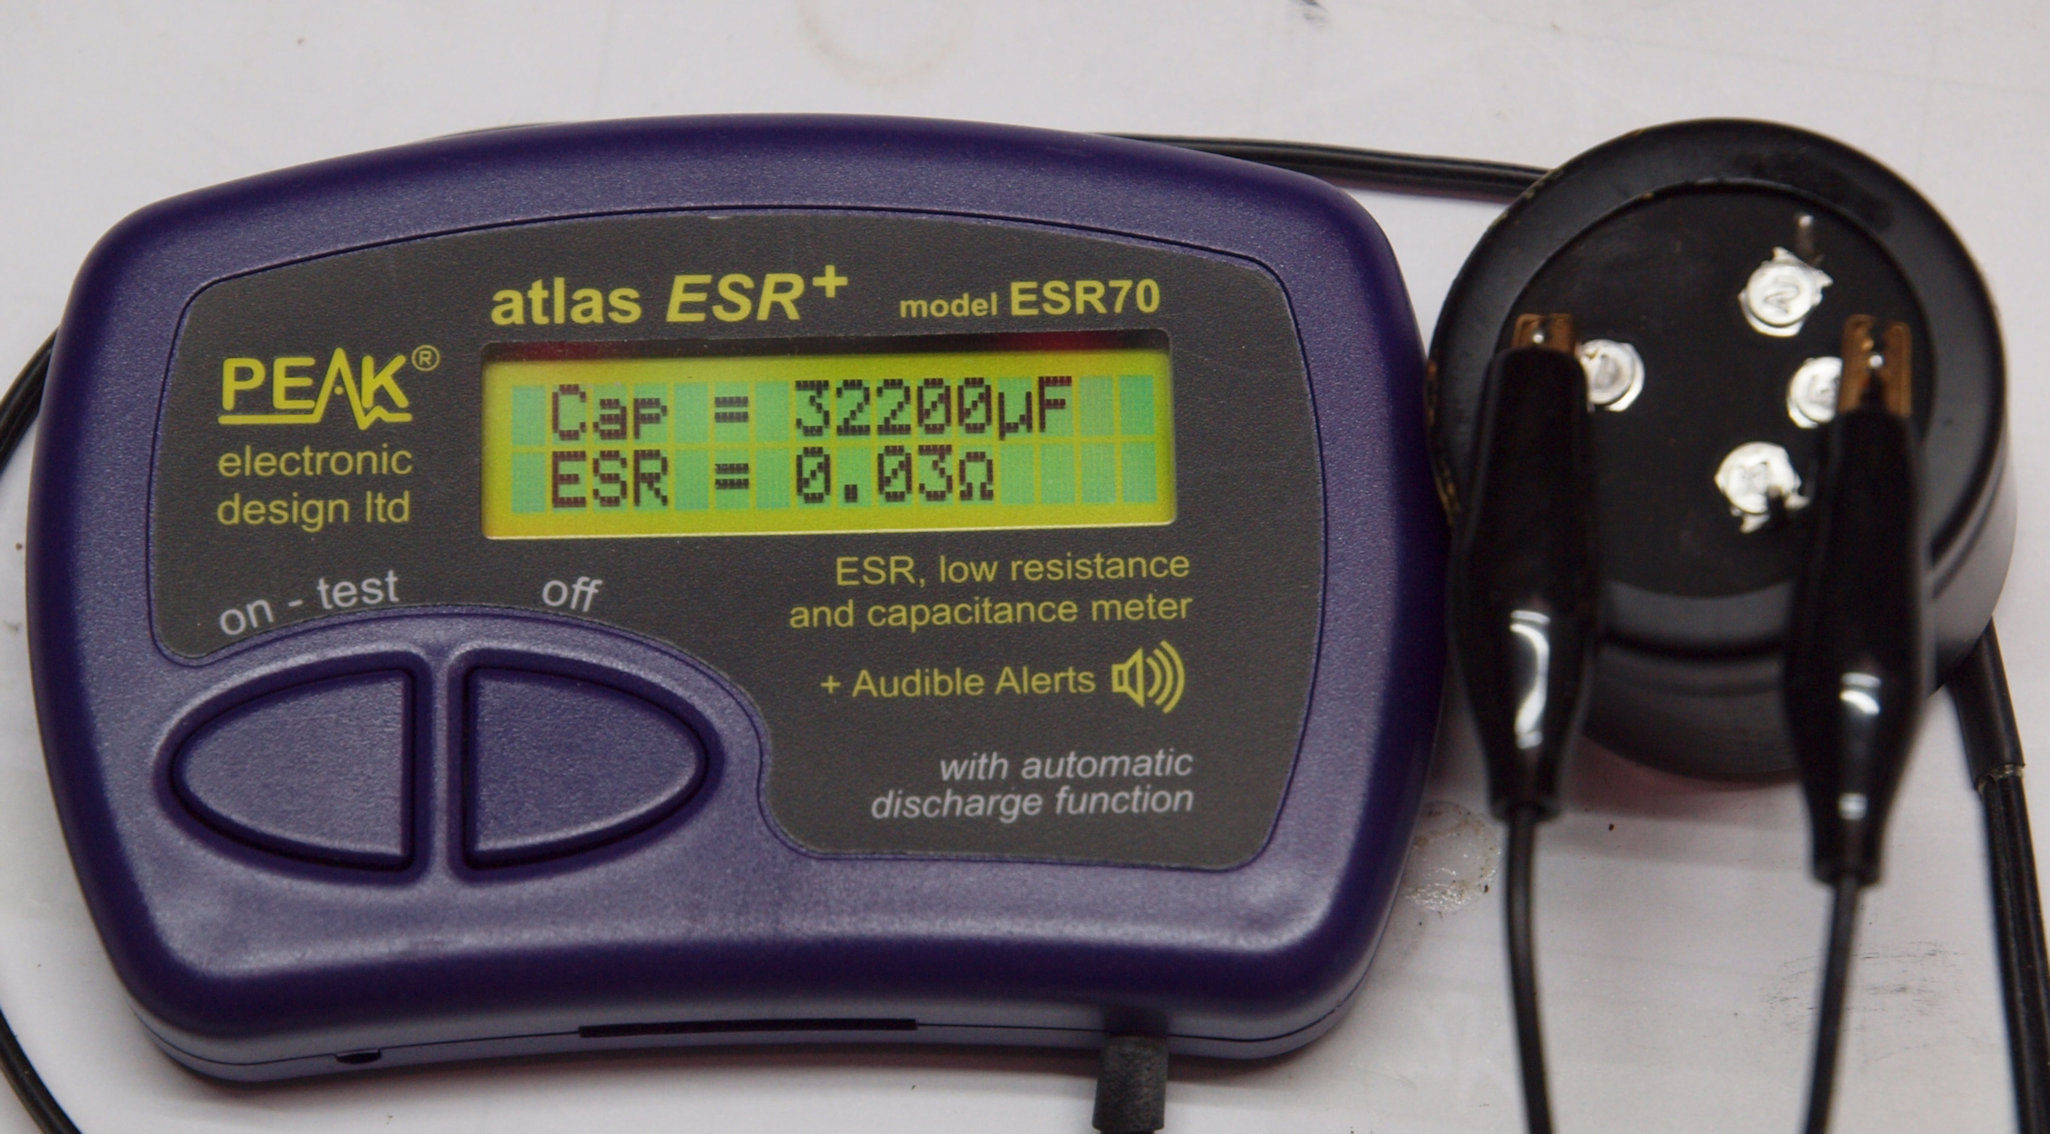 atlas ESR+ model ESR70
PEAK®
electronic
design ltd
Cap = 32200µF
ESR = 0.03Ω
on - test off
ESR, low resistance
and capacitance meter
+ Audible Alerts
with automatic
discharge function